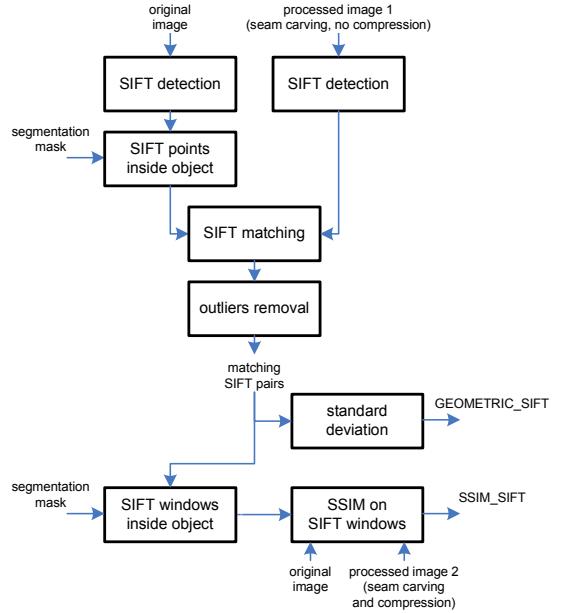 original
image
processed image 1
(seam carving, no compression)
SIFT detection
SIFT detection
segmentation
mask
SIFT points
inside object
SIFT matching
outliers removal
matching
SIFT pairs
standard
deviation
GEOMETRIC_SIFT
segmentation
mask
SIFT windows
inside object
SSIM on
SIFT windows
SSIM_SIFT
original
image
processed image 2
(seam carving
and compression)